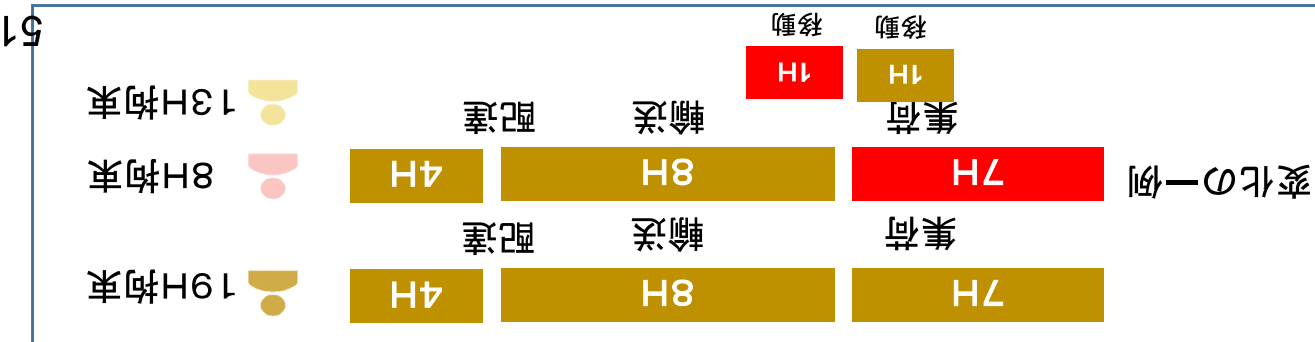 7H 8H 4H 19H拘束
集荷 輸送 配達
変化の一例
7H 8H 4H 8H拘束
集荷 輸送 配達
13H拘束
1H 1H
移動 移動
51